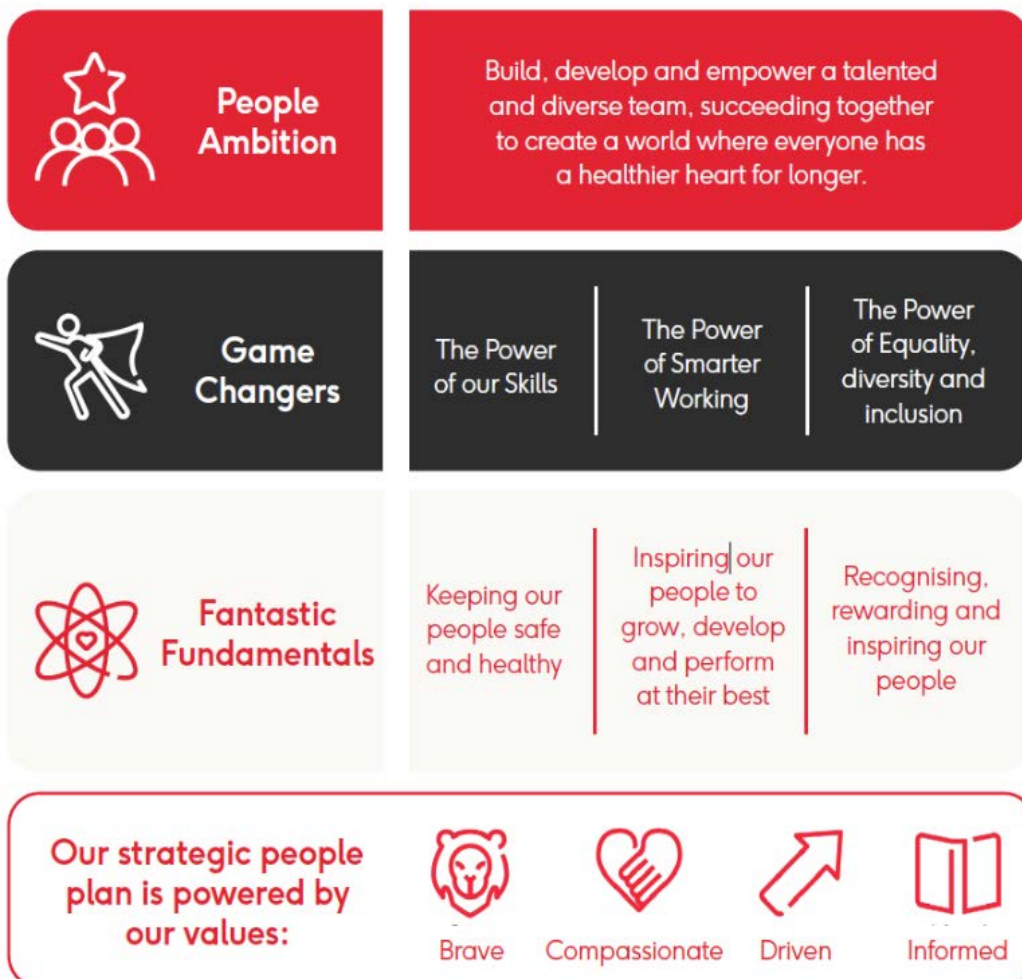 People
Ambition
Build, develop and empower a talented
and diverse team, succeeding together
to create a world where everyone has
a healthier heart for longer.
Game
Changers
The Power
of our Skills
The Power
of Smarter
Working
The Power
of Equality,
diversity and
inclusion
Fantastic
Fundamentals
Keeping our
people safe
and healthy
Inspiring our
people to
grow, develop
and perform
at their best
Recognising,
rewarding and
inspiring our
people
Our strategic people
plan is powered by
our values:
Brave
Compassionate
Driven
Informed